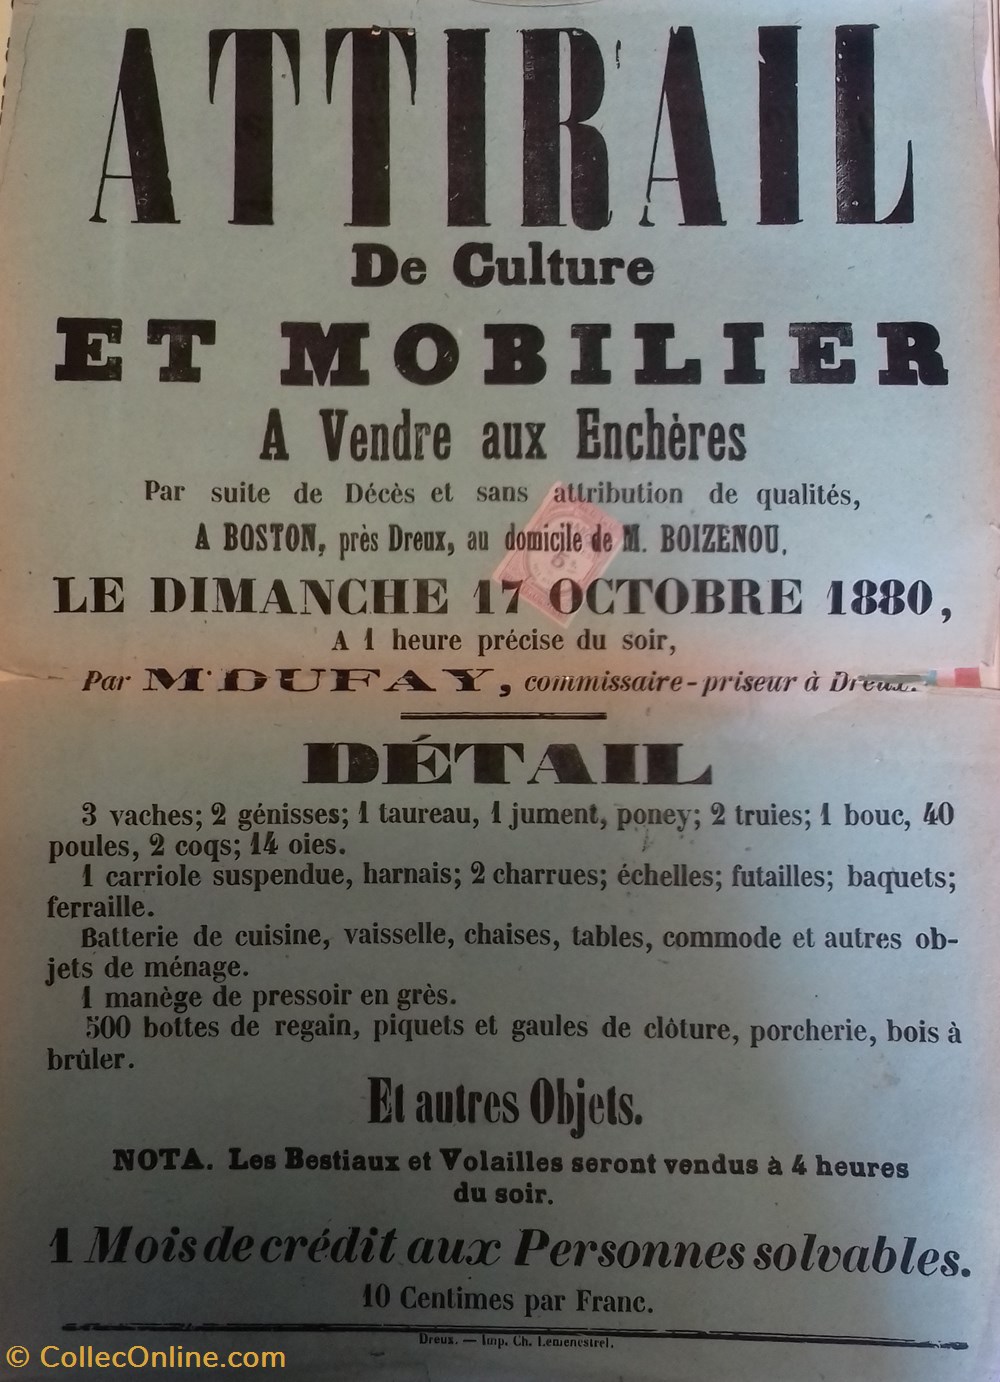 ATTIRAIL
De Culture
ET MOBILIER
A Vendre aux Enchères
Par suite de Décès et sans attribution de qualités,
A BOSTON, près Dreux, au domicile de M. BOIZENOU,
LE DIMANCHE 17 OCTOBRE 1880,
A 1 heure précise du soir,
Par Mᵉ DUFAY, commissaire-priseur à Dreux.
DÉTAIL
3 vaches; 2 génisses; 1 taureau, 1 jument, poney; 2 truies; 1 bouc, 40
poules, 2 coqs; 14 oies.
1 carriole suspendue, harnais; 2 charrues; échelles; futailles; baquets;
ferraille.
Batterie de cuisine, vaisselle, chaises, tables, commode et autres ob-
jets de ménage.
1 manège de pressoir en grès.
500 bottes de regain, piquets et gaules de clôture, porcherie, bois à
brûler.
Et autres Objets.
NOTA. Les Bestiaux et Volailles seront vendus à 4 heures
du soir.
1 Mois de crédit aux Personnes solvables.
10 Centimes par Franc.
Dreux. — Imp. Ch. Lemenestrel.
© CollecOnline.com